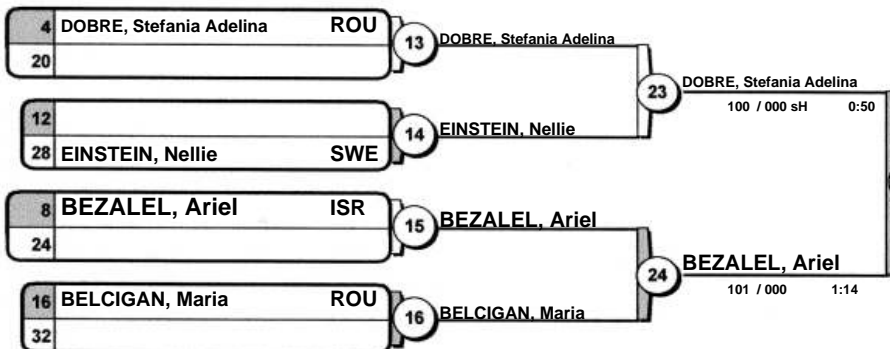 4 DOBRE, Stefania Adelina ROU
20
13 DOBRE, Stefania Adelina
12
28 EINSTEIN, Nellie SWE
14 EINSTEIN, Nellie
23 DOBRE, Stefania Adelina
100 / 000 sH 0:50
8 BEZALEL, Ariel ISR
24
15 BEZALEL, Ariel
16 BELCIGAN, Maria ROU
32
16 BELCIGAN, Maria
24 BEZALEL, Ariel
101 / 000 1:14